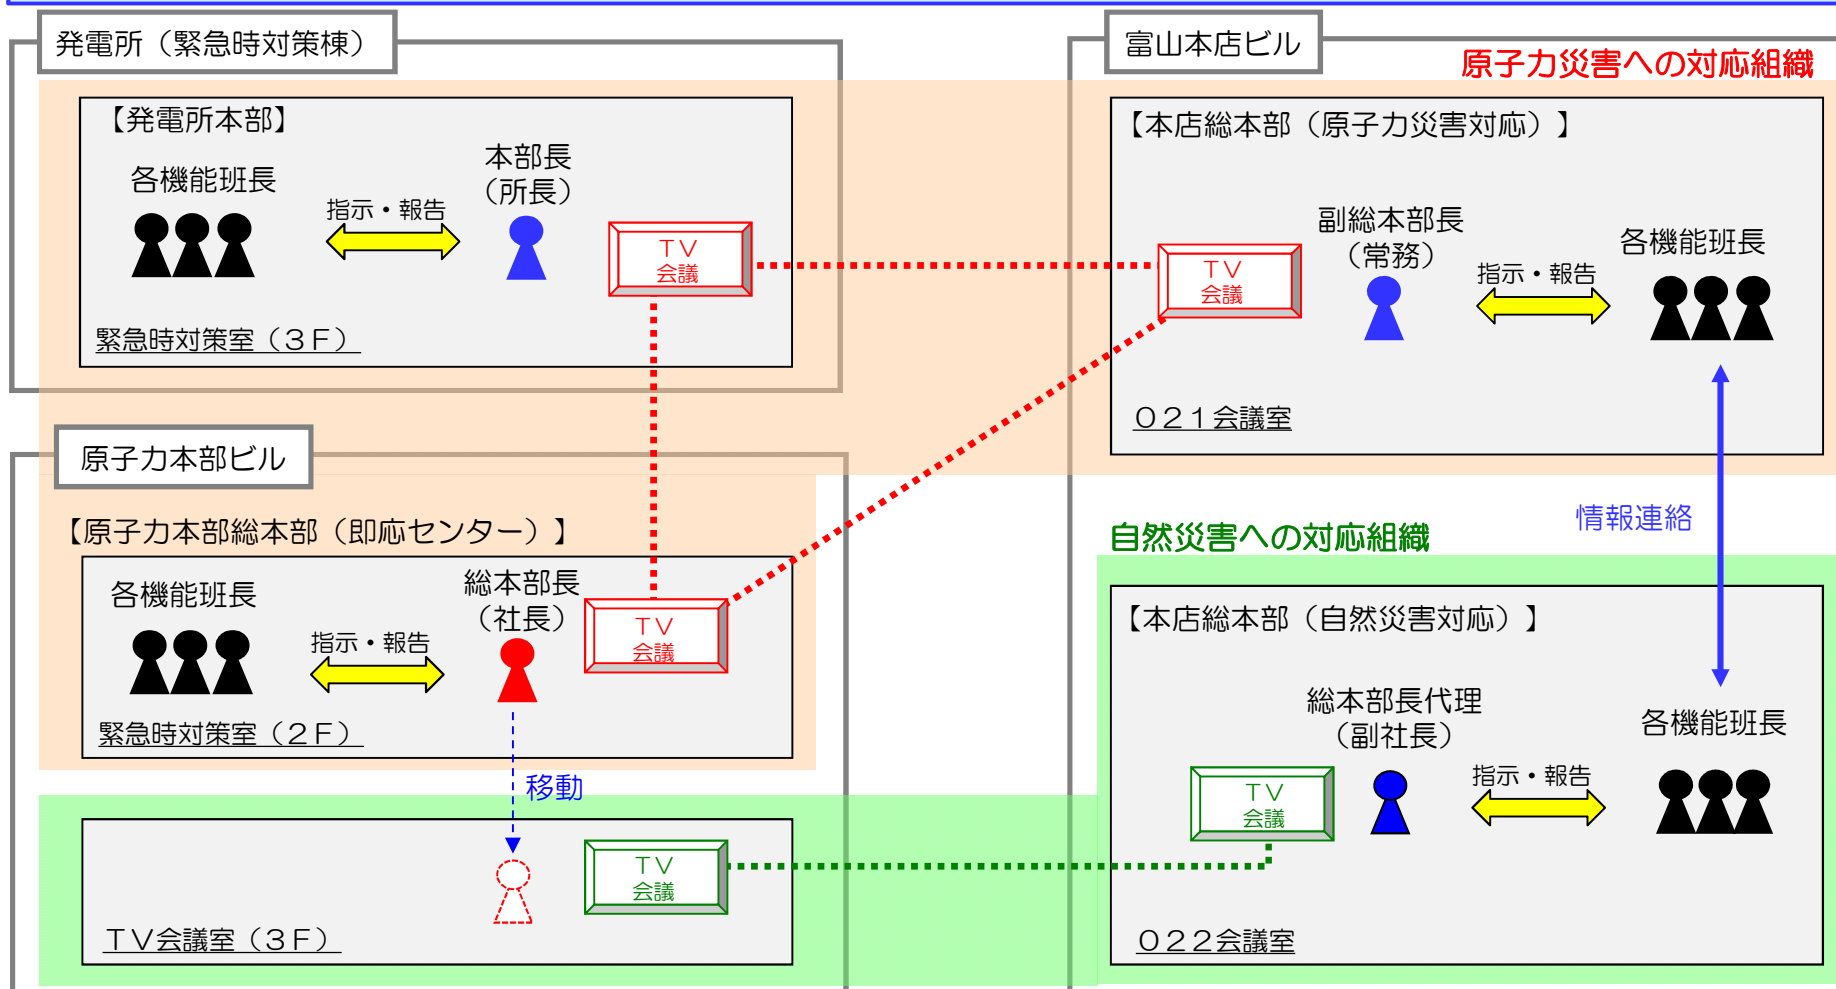 発電所（緊急時対策棟）
【発電所本部】
各機能班長
指示・報告
本部長
（所長）
ＴＶ
会議
緊急時対策室（３Ｆ）
富山本店ビル
原子力災害への対応組織
【本店総本部（原子力災害対応）】
ＴＶ
会議
副総本部長
（常務）
指示・報告
各機能班長
０２１会議室
原子力本部ビル
【原子力本部総本部（即応センター）】
各機能班長
指示・報告
総本部長
（社長）
ＴＶ
会議
緊急時対策室（２Ｆ）
移動
ＴＶ
会議
ＴＶ会議室（３Ｆ）
情報連絡
自然災害への対応組織
【本店総本部（自然災害対応）】
総本部長代理
（副社長）
ＴＶ
会議
指示・報告
各機能班長
０２２会議室